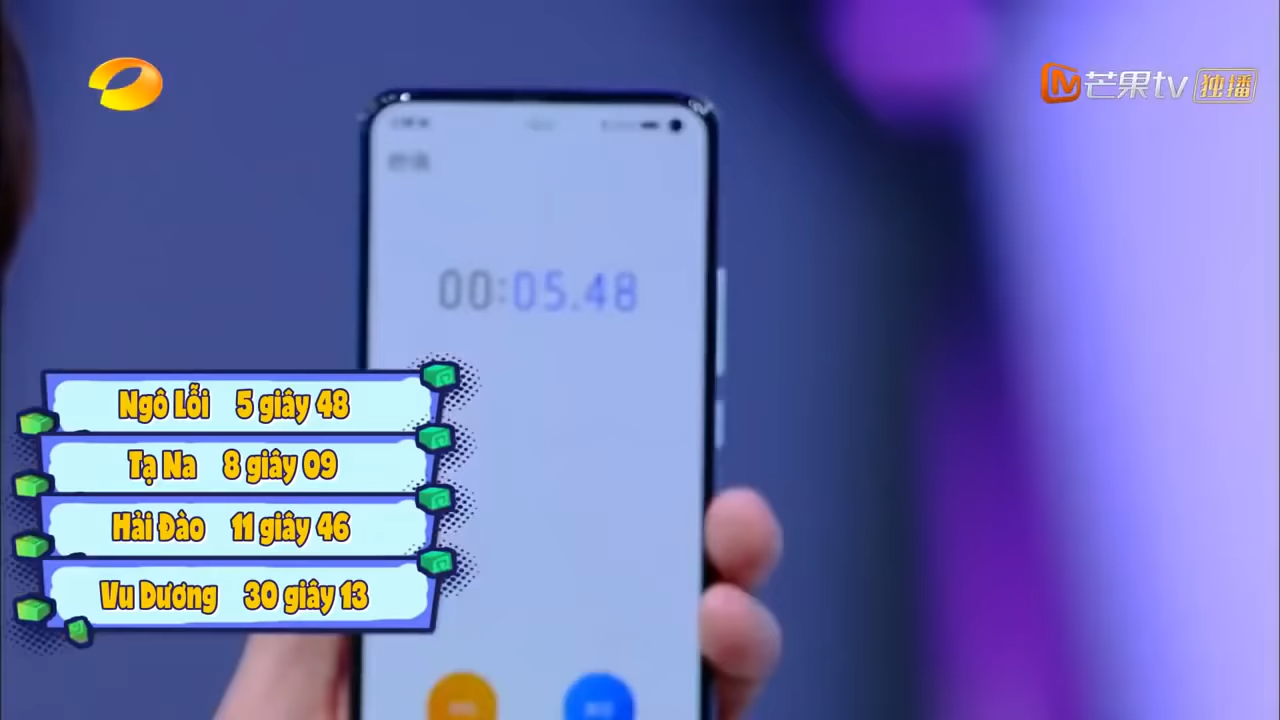 芒果tv 独播
00:05.48
Ngô Lỗi 5 giây 48
Tạ Na 8 giây 09
Hải Đào 11 giây 46
Vu Dương 30 giây 13